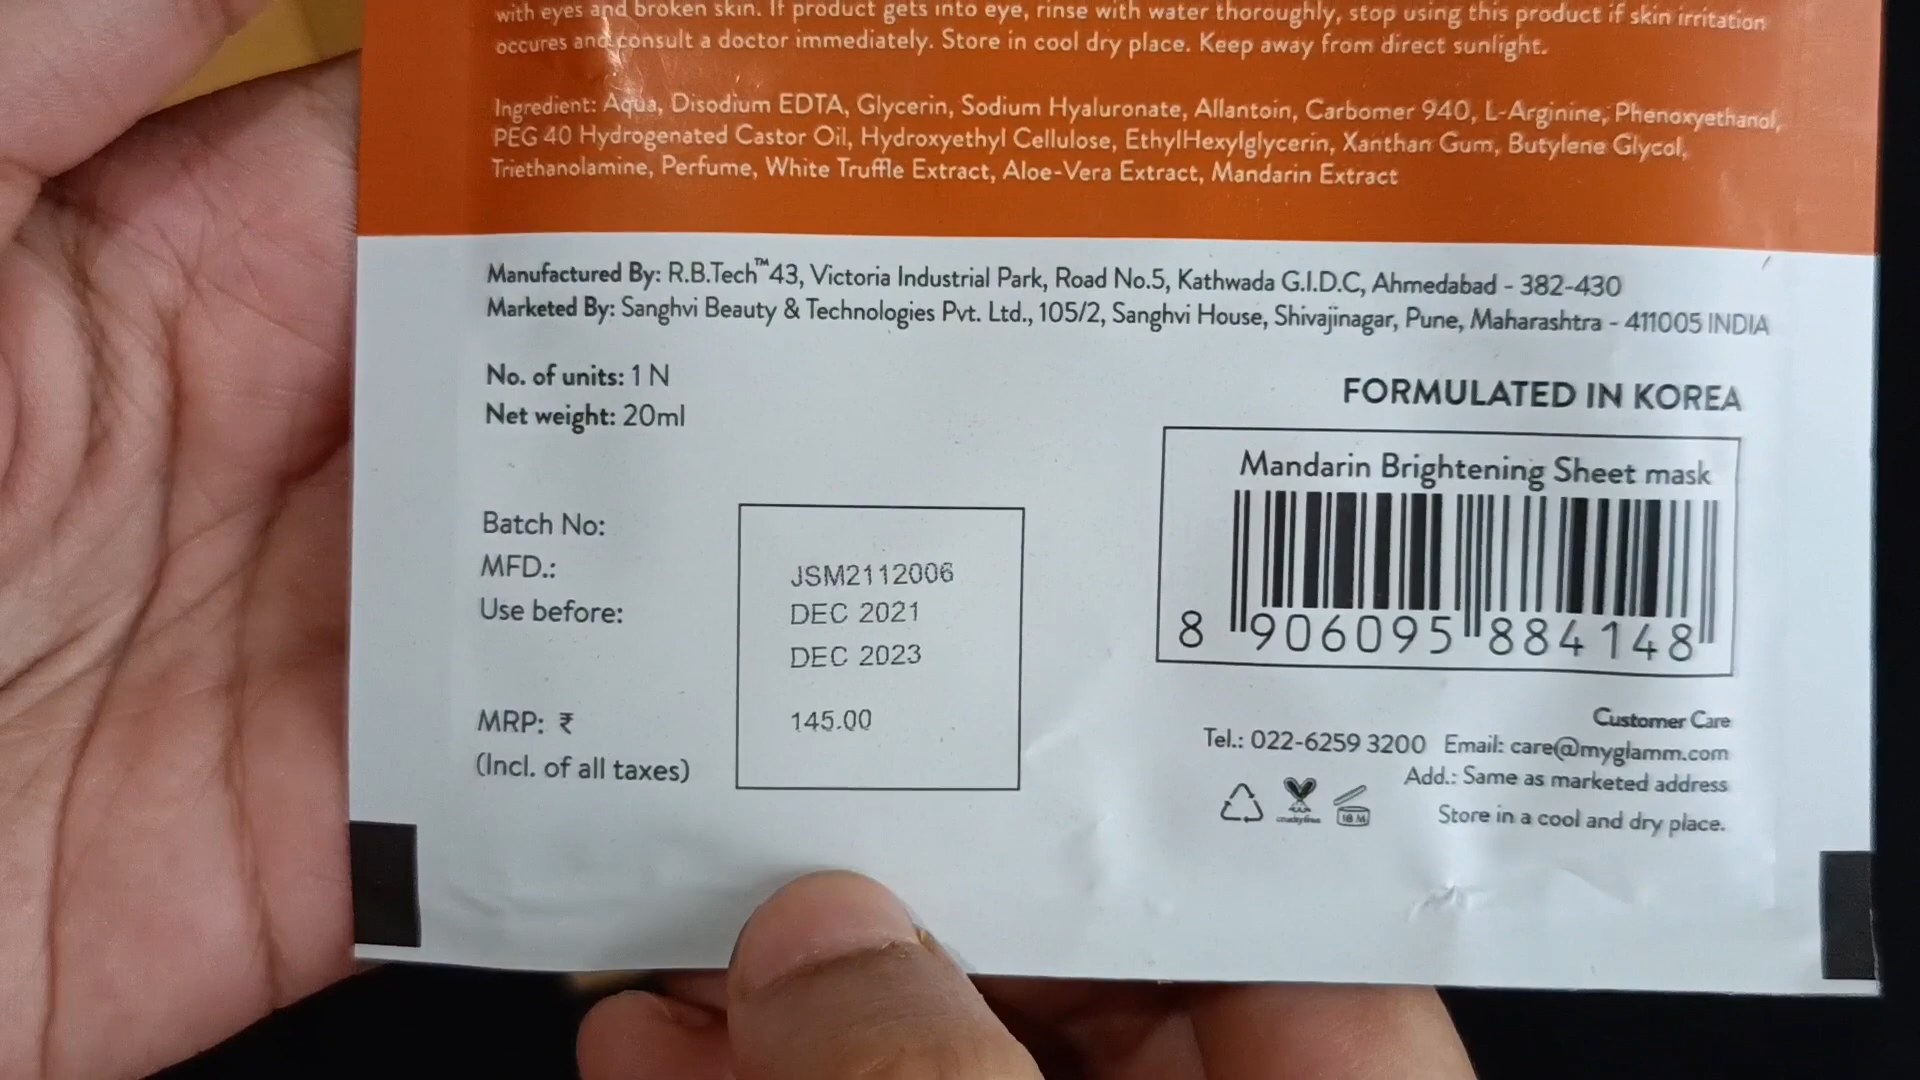 with eyes and broken skin. If product gets into eye, rinse with water thoroughly, stop using this product if skin irritation
occures and consult a doctor immediately. Store in cool dry place. Keep away from direct sunlight.
Ingredient: Aqua, Disodium EDTA, Glycerin, Sodium Hyaluronate, Allantoin, Carbomer 940, L-Arginine, Phenoxyethanol,
PEG 40 Hydrogenated Castor Oil, Hydroxyethyl Cellulose, EthylHexylglycerin, Xanthan Gum, Butylene Glycol,
Triethanolamine, Perfume, White Truffle Extract, Aloe-Vera Extract, Mandarin Extract
Manufactured By: R.B.Tech™43, Victoria Industrial Park, Road No.5, Kathwada G.I.D.C, Ahmedabad - 382-430
Marketed By: Sanghvi Beauty & Technologies Pvt. Ltd., 105/2, Sanghvi House, Shivajinagar, Pune, Maharashtra - 411005 INDIA
No. of units: 1 N
Net weight: 20ml
FORMULATED IN KOREA
Mandarin Brightening Sheet mask
8 906095 884148
Batch No:
MFD.:
Use before:
JSM2112006
DEC 2021
DEC 2023
MRP: ₹ 145.00
(Incl. of all taxes)
Customer Care
Tel.: 022-6259 3200 Email: care@myglamm.com
Add.: Same as marketed address
Store in a cool and dry place.
crueltyfree
18 M